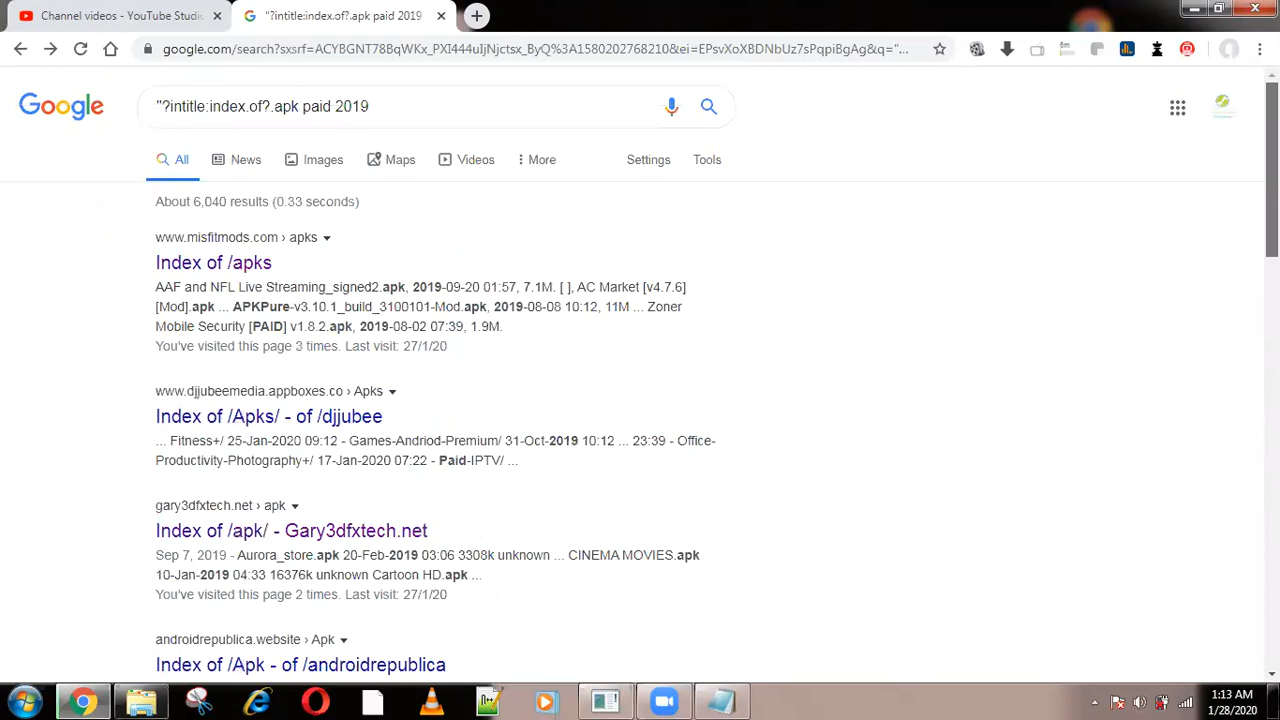 Channel videos - YouTube Studi
"?intitle:index.of?.apk paid 2019
google.com/search?sxsrf=ACYBGNT78BqWKx_PXI444uIjNjctsx_ByQ%3A1580202768210&ei=EPsvXoXBDNbUz7sPqpiBgAg&q="...
Google
"?intitle:index.of?.apk paid 2019
All News Images Maps Videos More Settings Tools
About 6,040 results (0.33 seconds)
www.misfitmods.com › apks
Index of /apks
AAF and NFL Live Streaming_signed2.apk, 2019-09-20 01:57, 7.1M. [ ], AC Market [v4.7.6]
[Mod].apk ... APKPure-v3.10.1_build_3100101-Mod.apk, 2019-08-08 10:12, 11M ... Zoner
Mobile Security [PAID] v1.8.2.apk, 2019-08-02 07:39, 1.9M.
You've visited this page 3 times. Last visit: 27/1/20
www.djjubeemedia.appboxes.co › Apks
Index of /Apks/ - of /djjubee
... Fitness+/ 25-Jan-2020 09:12 - Games-Andriod-Premium/ 31-Oct-2019 10:12 ... 23:39 - Office-
Productivity-Photography+/ 17-Jan-2020 07:22 - Paid-IPTV/ ...
gary3dfxtech.net › apk
Index of /apk/ - Gary3dfxtech.net
Sep 7, 2019 - Aurora_store.apk 20-Feb-2019 03:06 3308k unknown ... CINEMA MOVIES.apk
10-Jan-2019 04:33 16376k unknown Cartoon HD.apk ...
You've visited this page 2 times. Last visit: 27/1/20
androidrepublica.website › Apk
Index of /Apk - of /androidrepublica
1:13 AM
1/28/2020